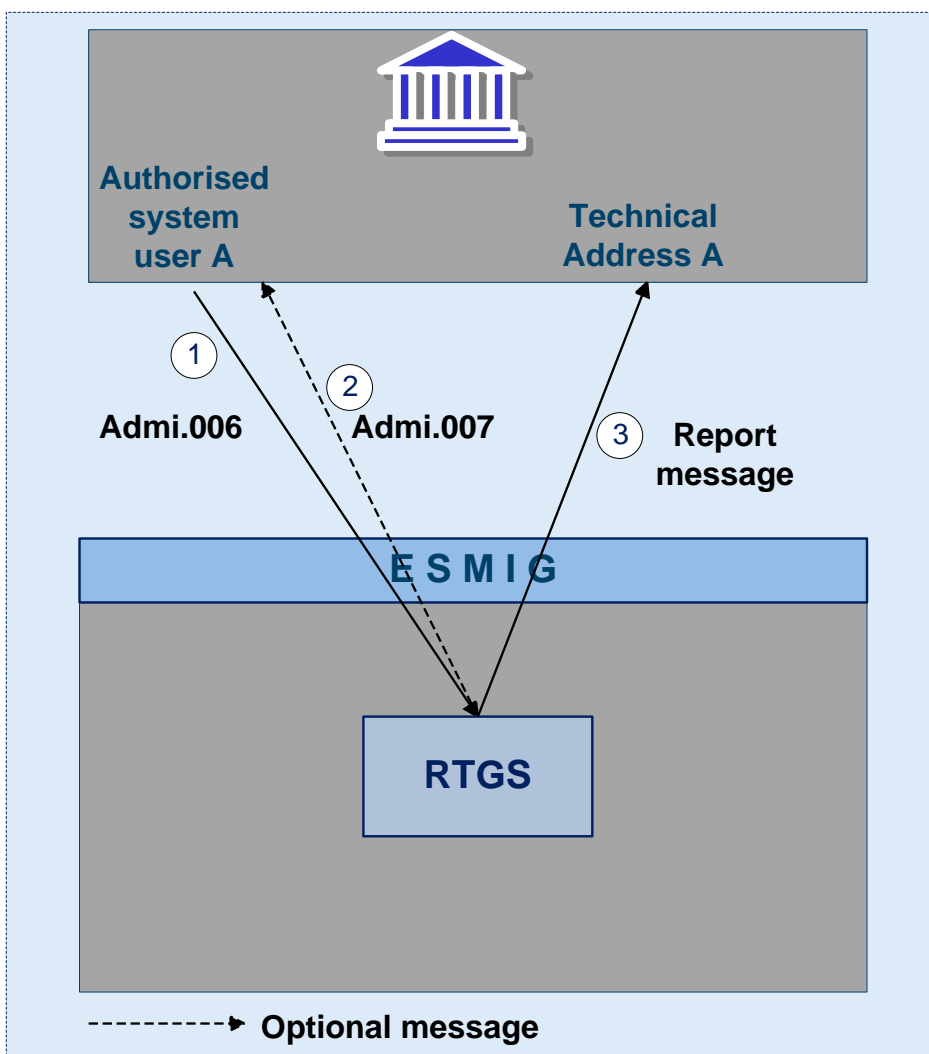 Authorised
system
user A
Technical
Address A
1
2
Admi.006
Admi.007
3
Report
message
E S M I G
RTGS
Optional message